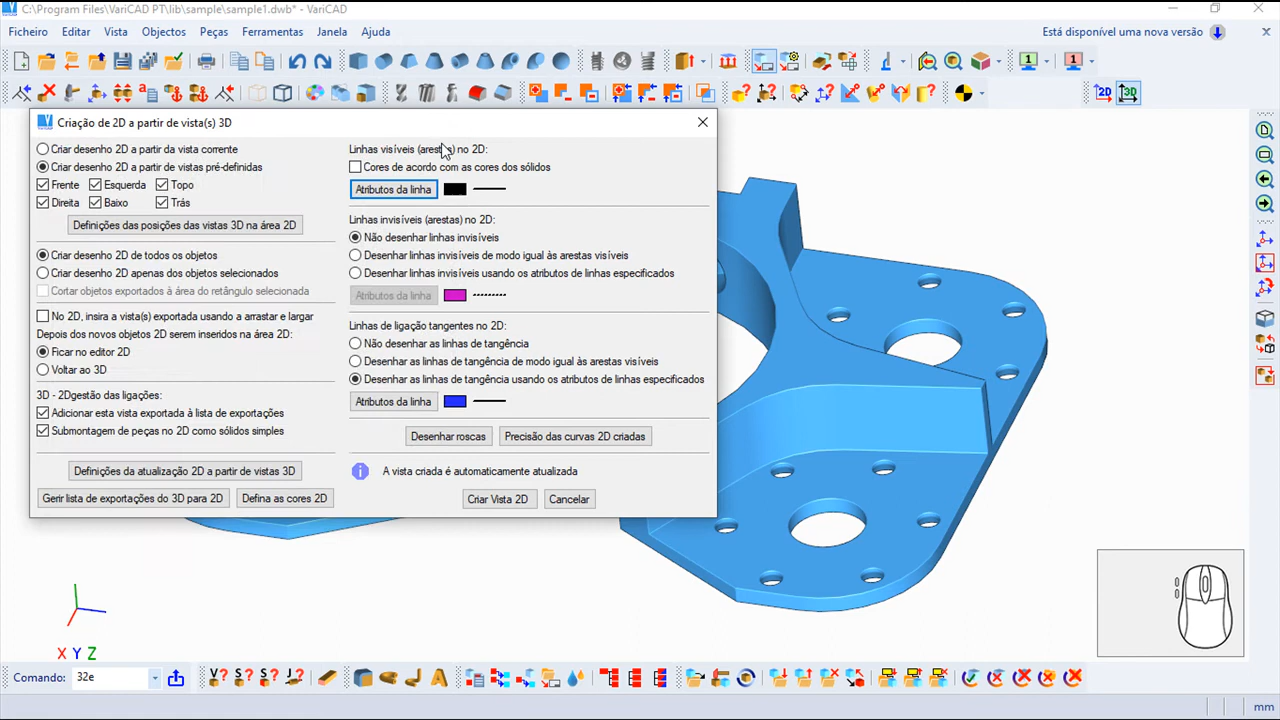 C:\Program Files\VariCAD PT\lib\sample\sample1.dwb* - VariCAD
Ficheiro Editar Vista Objectos Peças Ferramentas Janela Ajuda
Está disponível uma nova versão
1 1
2D 3D
Criação de 2D a partir de vista(s) 3D
Criar desenho 2D a partir da vista corrente
Criar desenho 2D a partir de vistas pré-definidas
Frente Esquerda Topo
Direita Baixo Trás
Definições das posições das vistas 3D na área 2D
Criar desenho 2D de todos os objetos
Criar desenho 2D apenas dos objetos selecionados
Cortar objetos exportados à área do retângulo selecionada
No 2D, insira a vista(s) exportada usando a arrastar e largar
Depois dos novos objetos 2D serem inseridos na área 2D:
Ficar no editor 2D
Voltar ao 3D
3D - 2Dgestão das ligações:
Adicionar esta vista exportada à lista de exportações
Submontagem de peças no 2D como sólidos simples
Definições da atualização 2D a partir de vistas 3D
Gerir lista de exportações do 3D para 2D
Defina as cores 2D
Linhas visíveis (arestas) no 2D:
Cores de acordo com as cores dos sólidos
Atributos da linha
Linhas invisíveis (arestas) no 2D:
Não desenhar linhas invisíveis
Desenhar linhas invisíveis de modo igual às arestas visíveis
Desenhar linhas invisíveis usando os atributos de linhas especificados
Atributos da linha
Linhas de ligação tangentes no 2D:
Não desenhar as linhas de tangência
Desenhar as linhas de tangência de modo igual às arestas visíveis
Desenhar as linhas de tangência usando os atributos de linhas especificados
Atributos da linha
Desenhar roscas
Precisão das curvas 2D criadas
A vista criada é automaticamente atualizada
Criar Vista 2D
Cancelar
X Y Z
Comando: 32e
V? S? S? J..?
mm